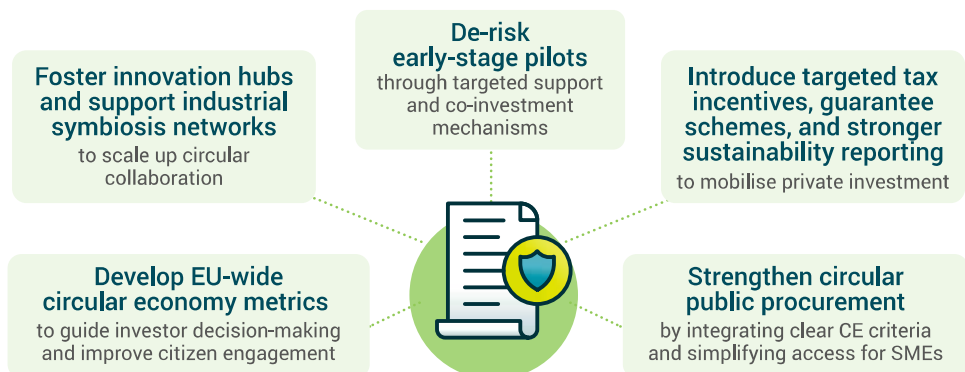 Foster innovation hubs
and support industrial
symbiosis networks
to scale up circular
collaboration
De-risk
early-stage pilots
through targeted support
and co-investment
mechanisms
Introduce targeted tax
incentives, guarantee
schemes, and stronger
sustainability reporting
to mobilise private investment
Develop EU-wide
circular economy metrics
to guide investor decision-making
and improve citizen engagement
Strengthen circular
public procurement
by integrating clear CE criteria
and simplifying access for SMEs